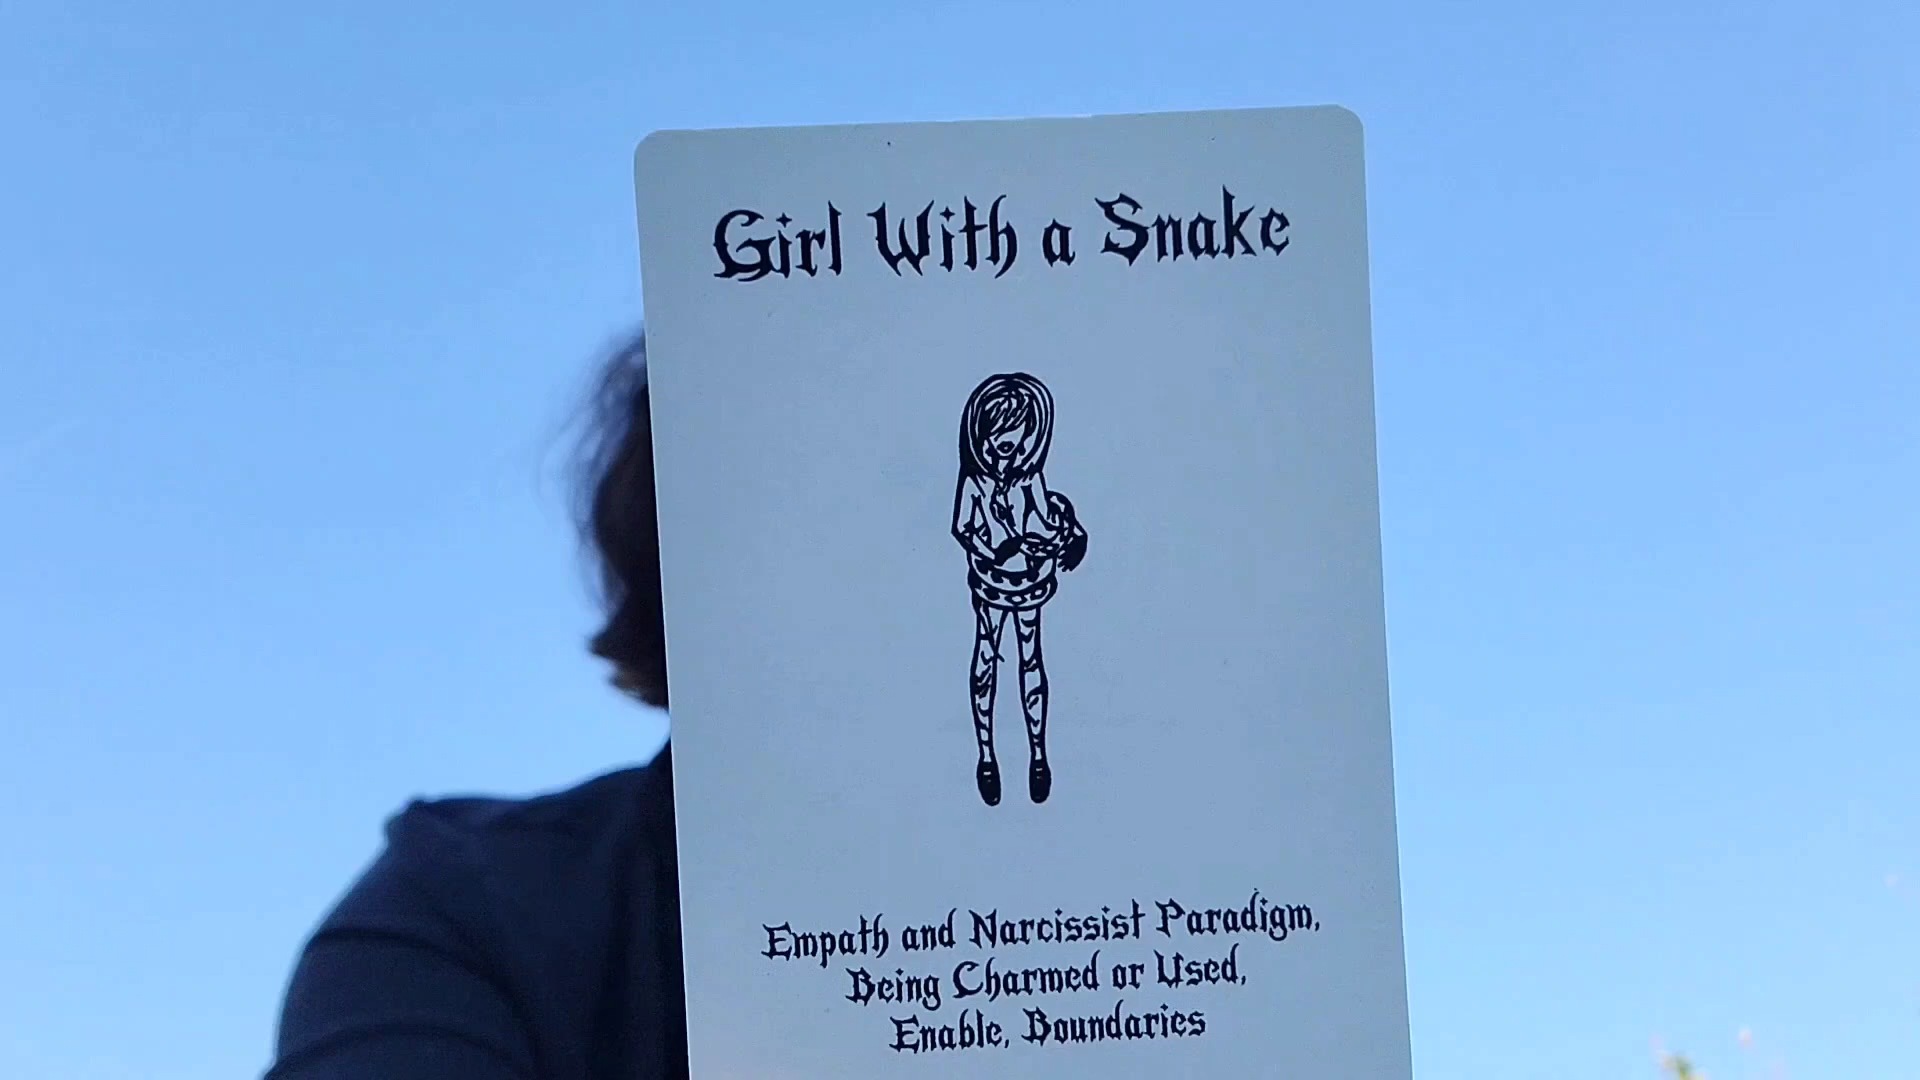 Girl With a Snake
Empath and Narcissist Paradigm,
Being Charmed or Used,
Enable, Boundaries